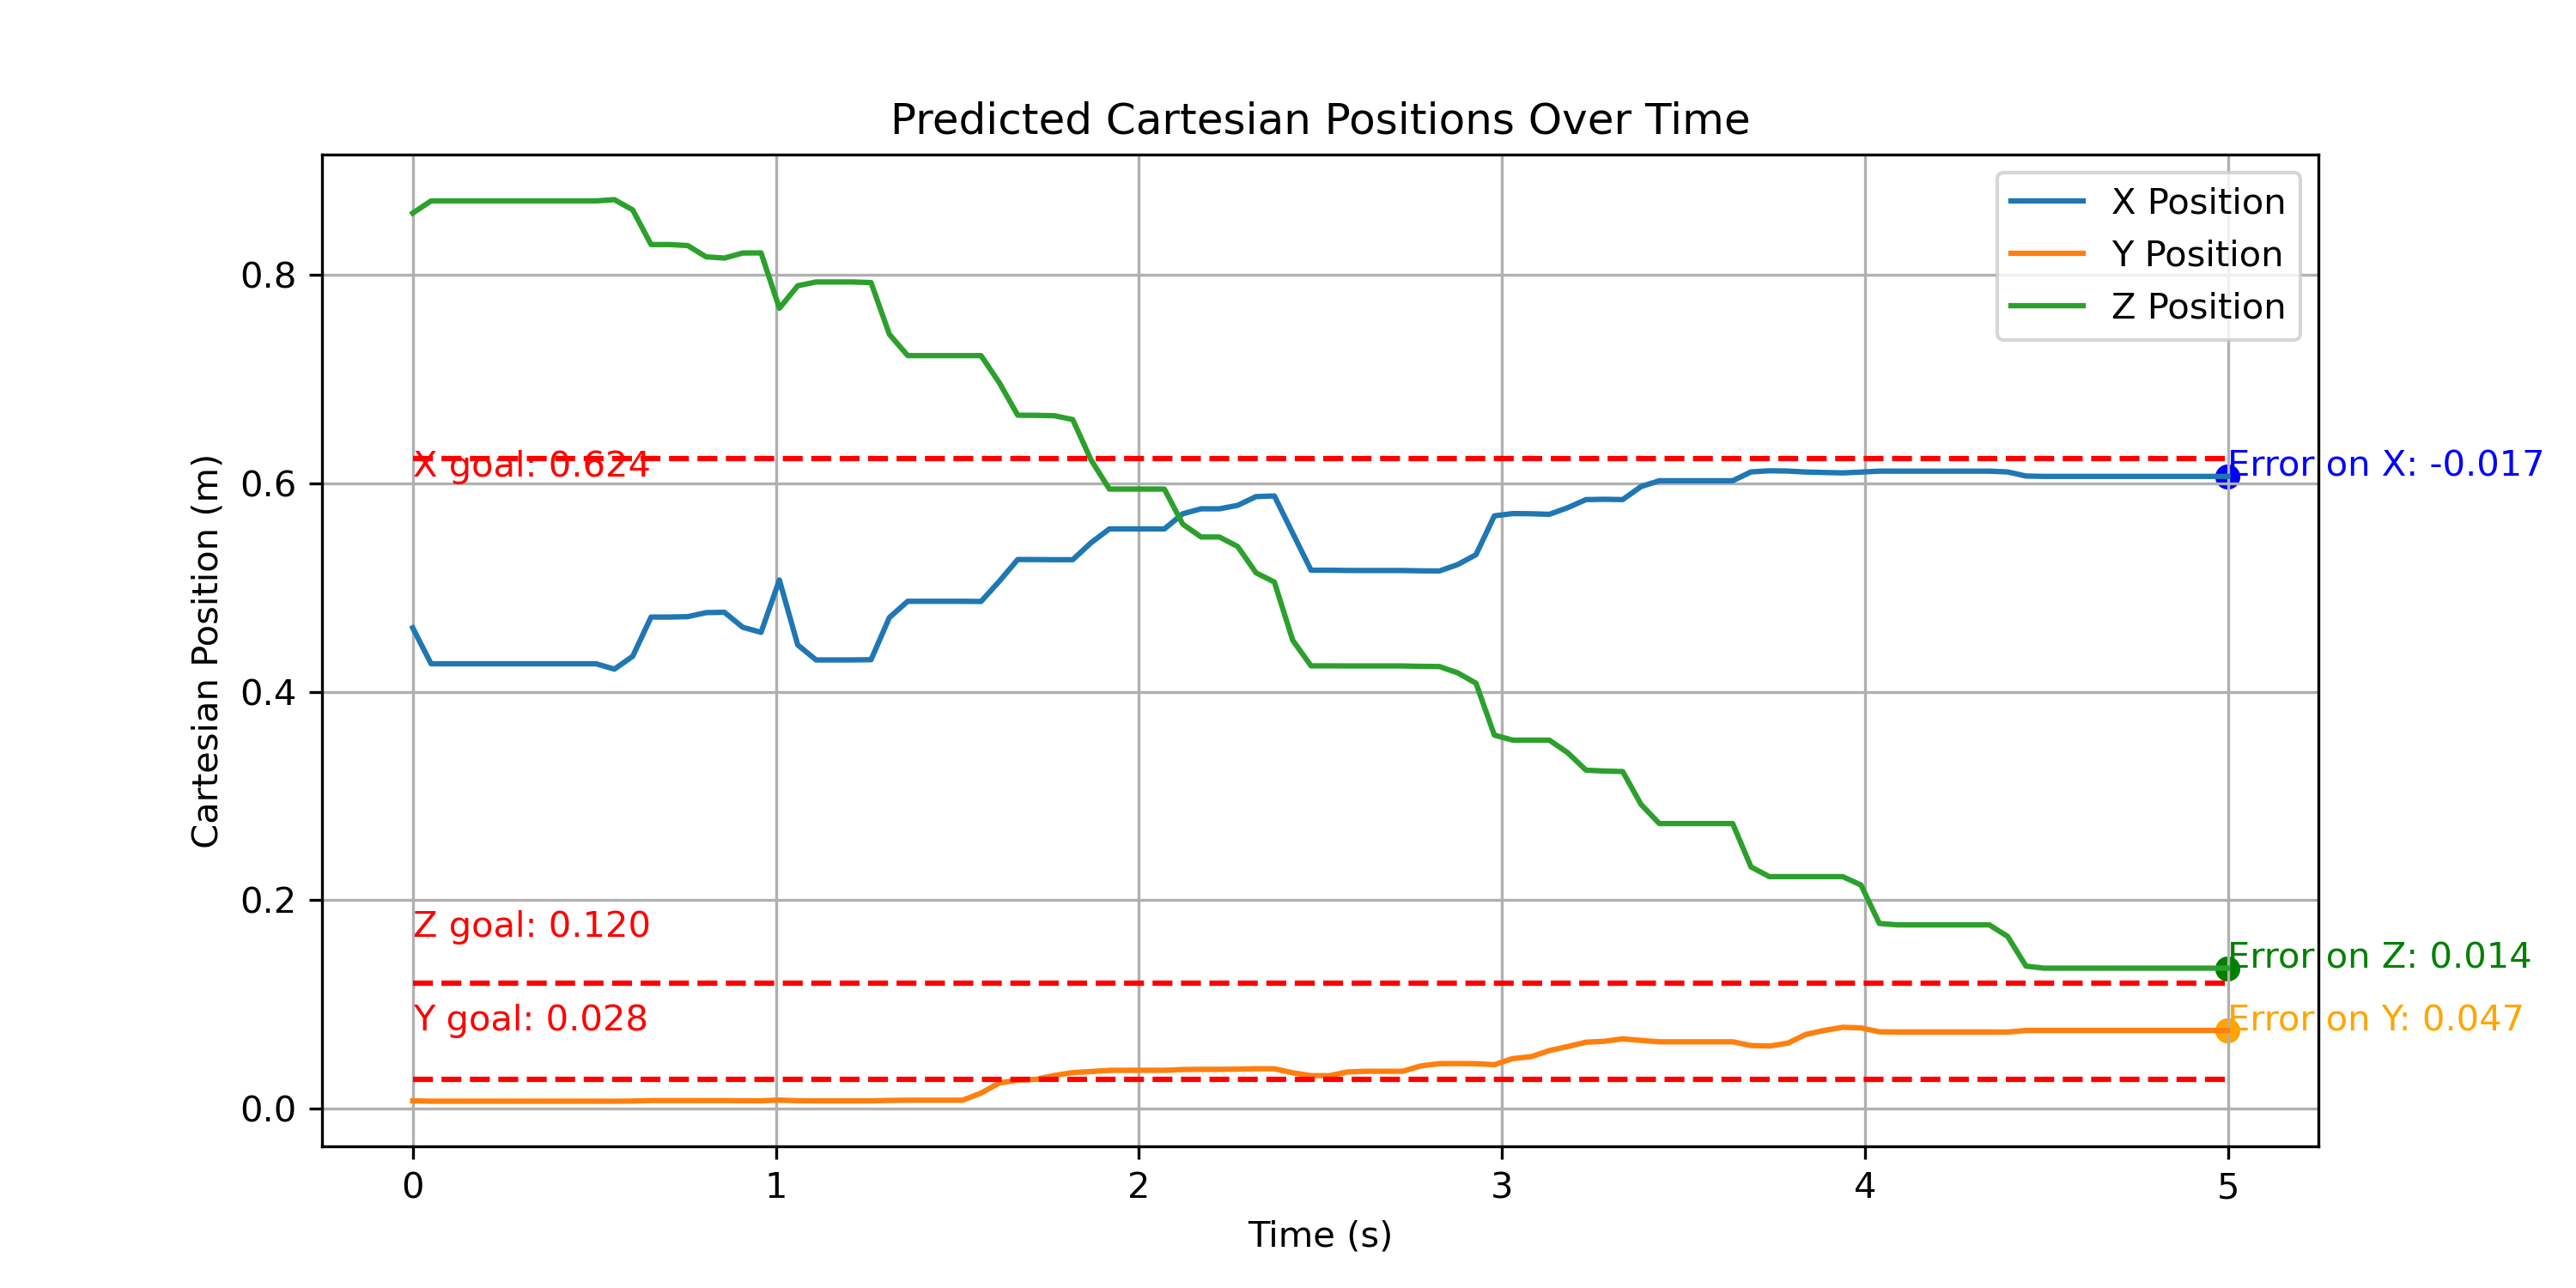 Predicted Cartesian Positions Over Time
X Position
Y Position
Z Position
Cartesian Position (m)
0.8
0.6
0.4
0.2
0.0
X goal: 0.624
Error on X: -0.017
Z goal: 0.120
Error on Z: 0.014
Y goal: 0.028
Error on Y: 0.047
0 1 2 3 4 5
Time (s)